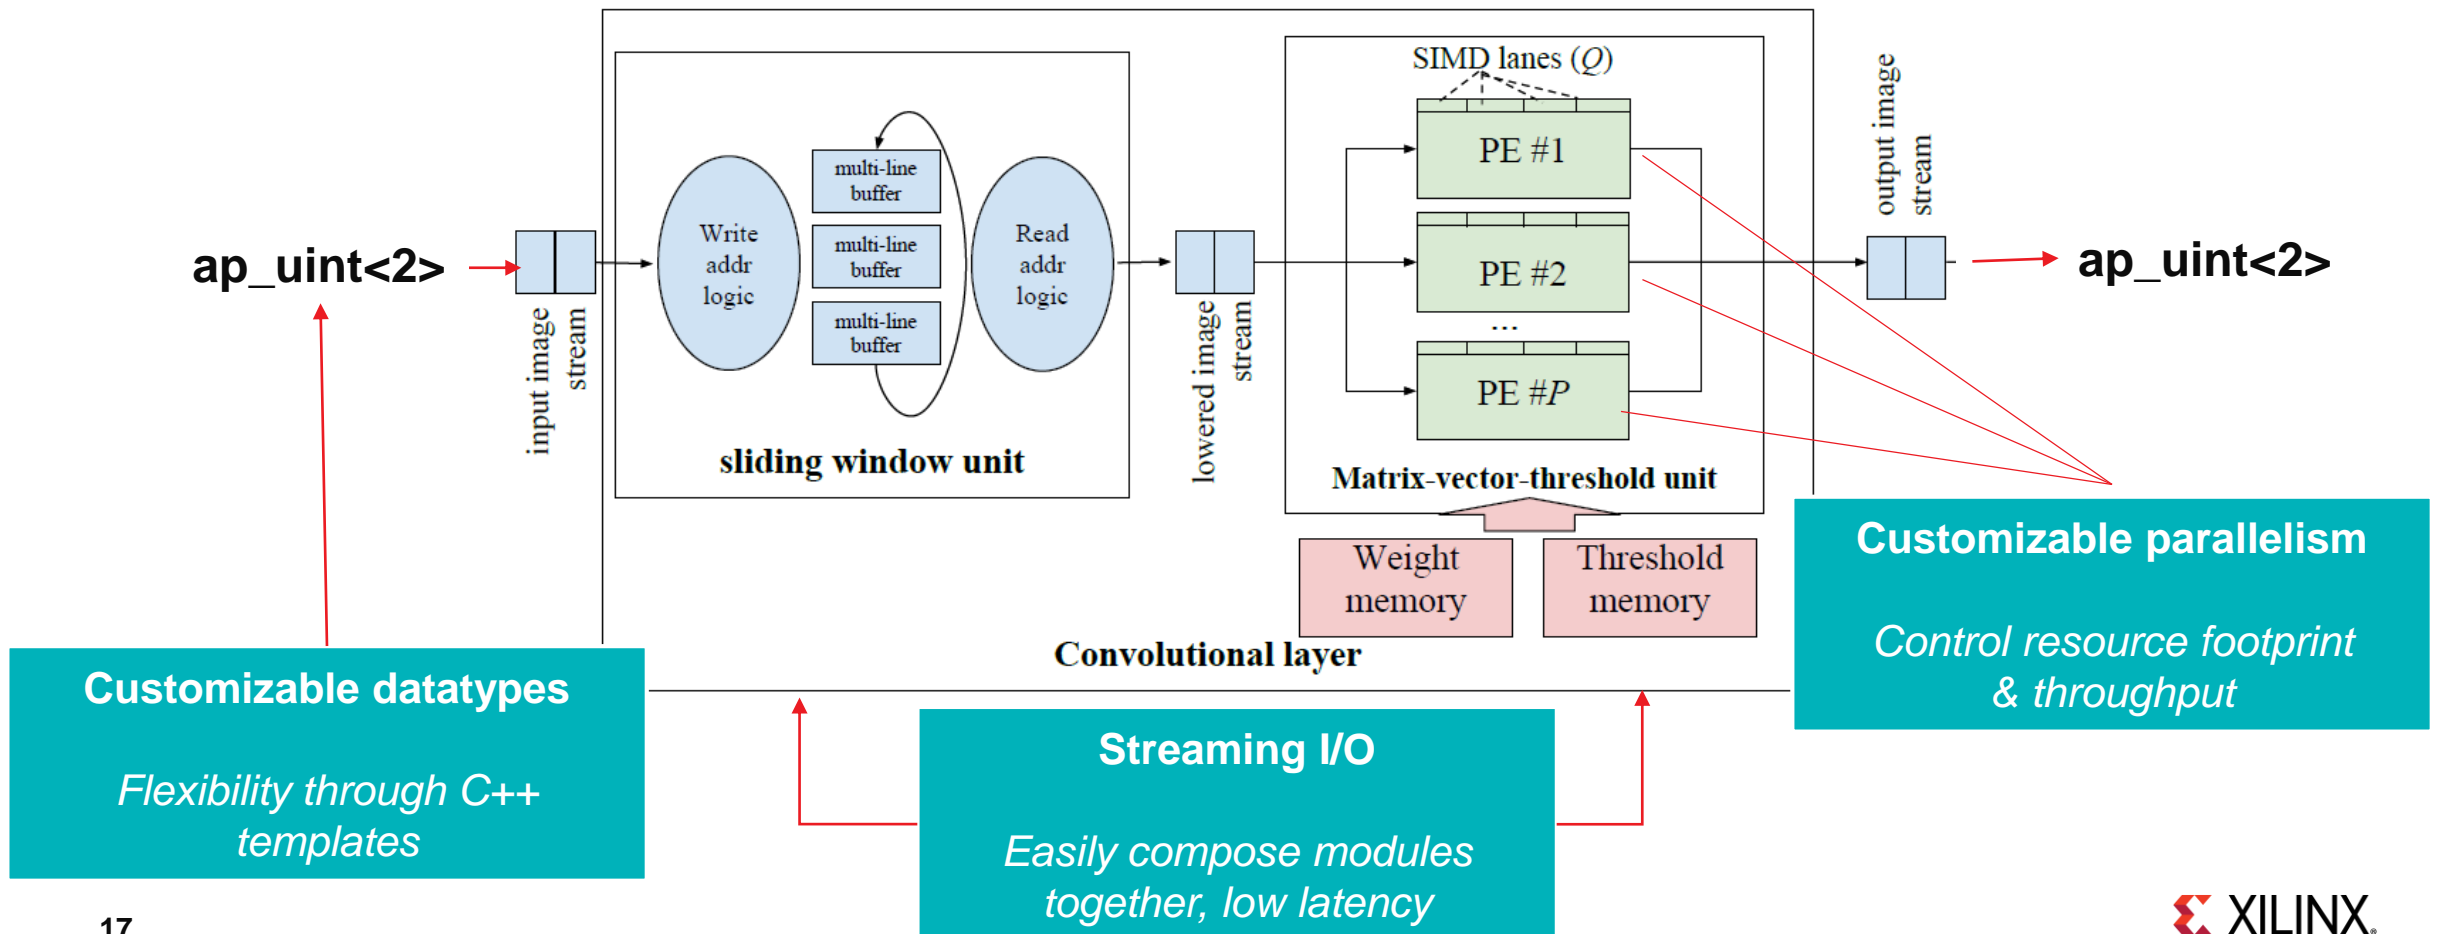 SIMD lanes (Q)
PE #1
PE #2
...
PE #P
Matrix-vector-threshold unit
multi-line
buffer
multi-line
buffer
multi-line
buffer
Write
addr
logic
Read
addr
logic
sliding window unit
ap_uint<2>
input image
stream
lowered image
stream
output image
stream
ap_uint<2>
Weight
memory
Threshold
memory
Convolutional layer
Customizable datatypes
Flexibility through C++
templates
Streaming I/O
Easily compose modules
together, low latency
Customizable parallelism
Control resource footprint
& throughput
17
XILINX.